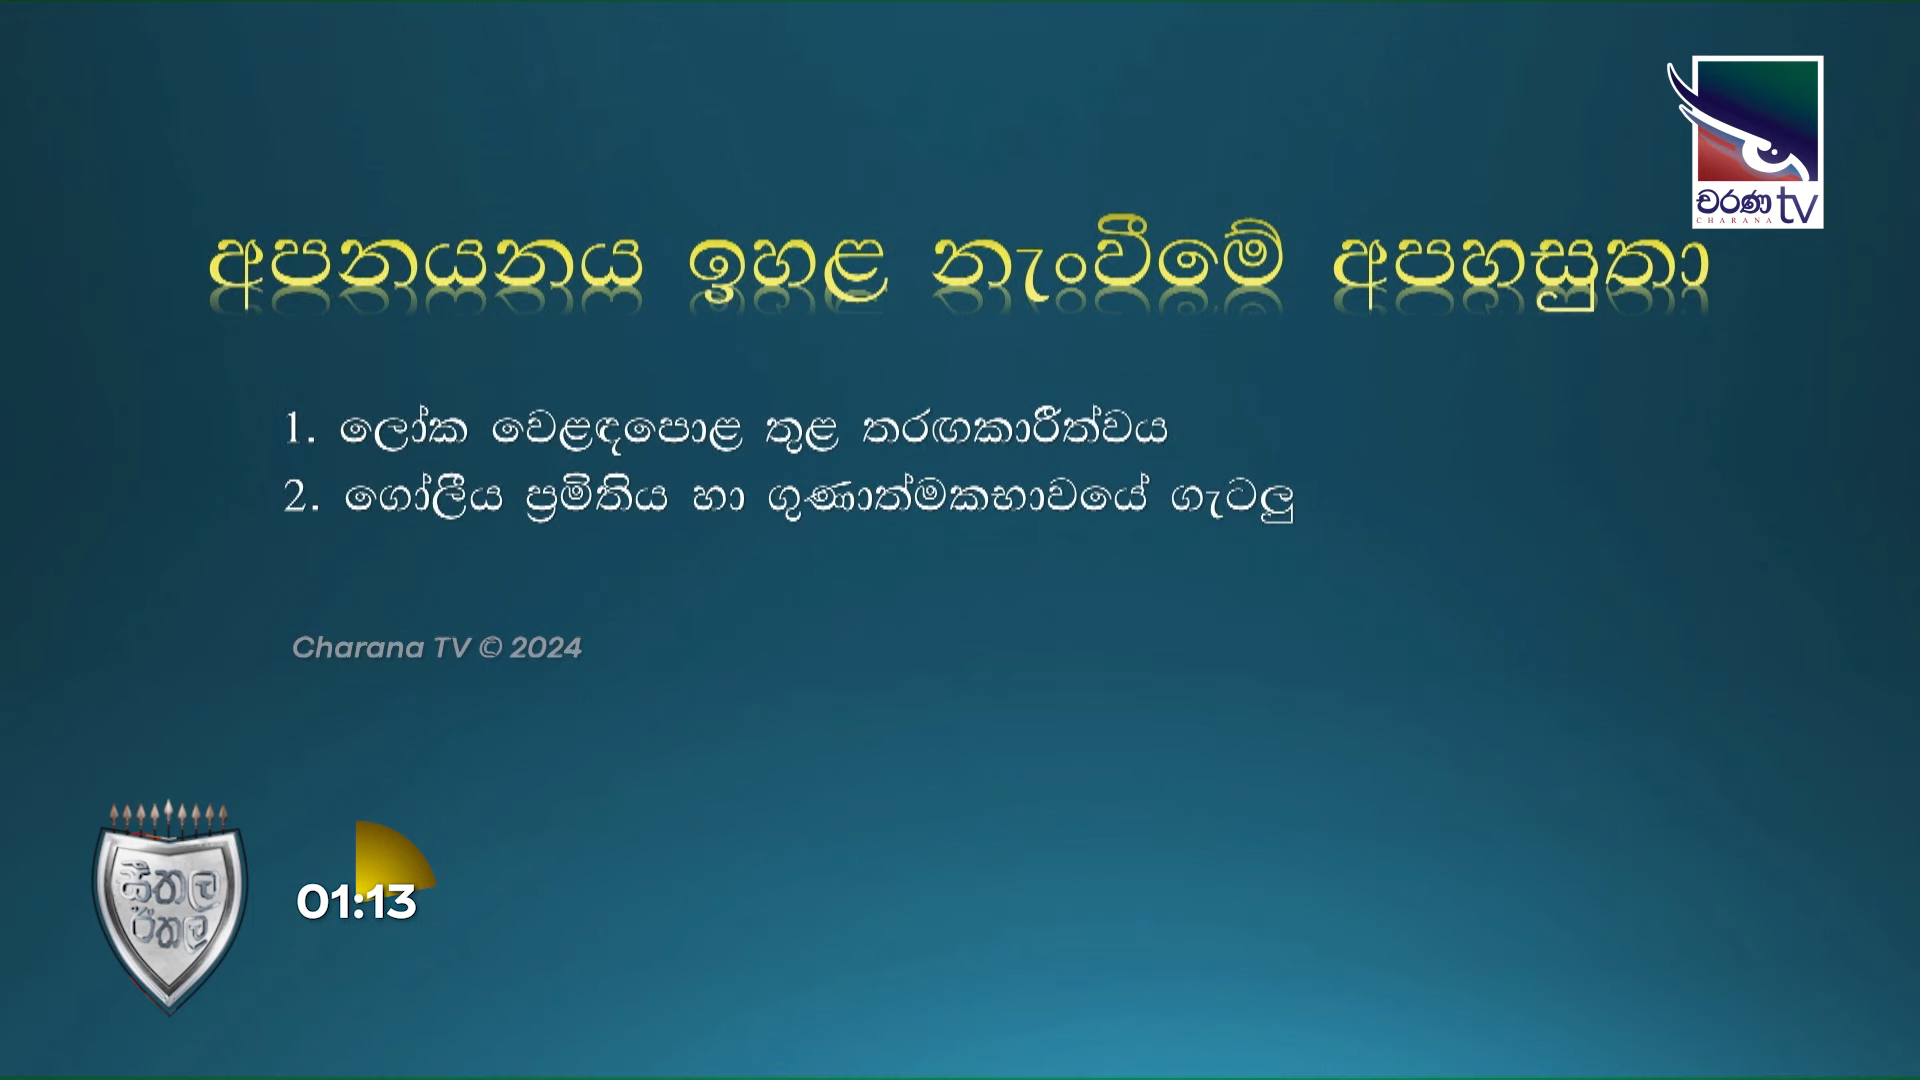 චරණ tv
CHARANA
අපනයනය ඉහළ නැංවීමේ අපහසුතා
1. ලෝක වෙළඳපොළ තුළ තරඟකාරීත්වය
2. ගෝලීය ප්‍රමිතිය හා ගුණාත්මකභාවයේ ගැටලු
Charana TV © 2024
සීතල
ඊතල
01:13